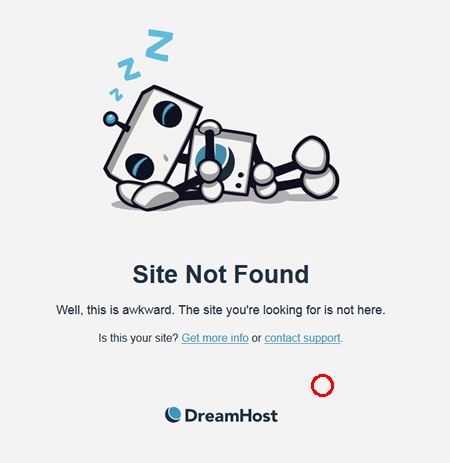 z
Z
Z
Site Not Found
Well, this is awkward. The site you're looking for is not here.
Is this your site? Get more info or contact support.
DreamHost